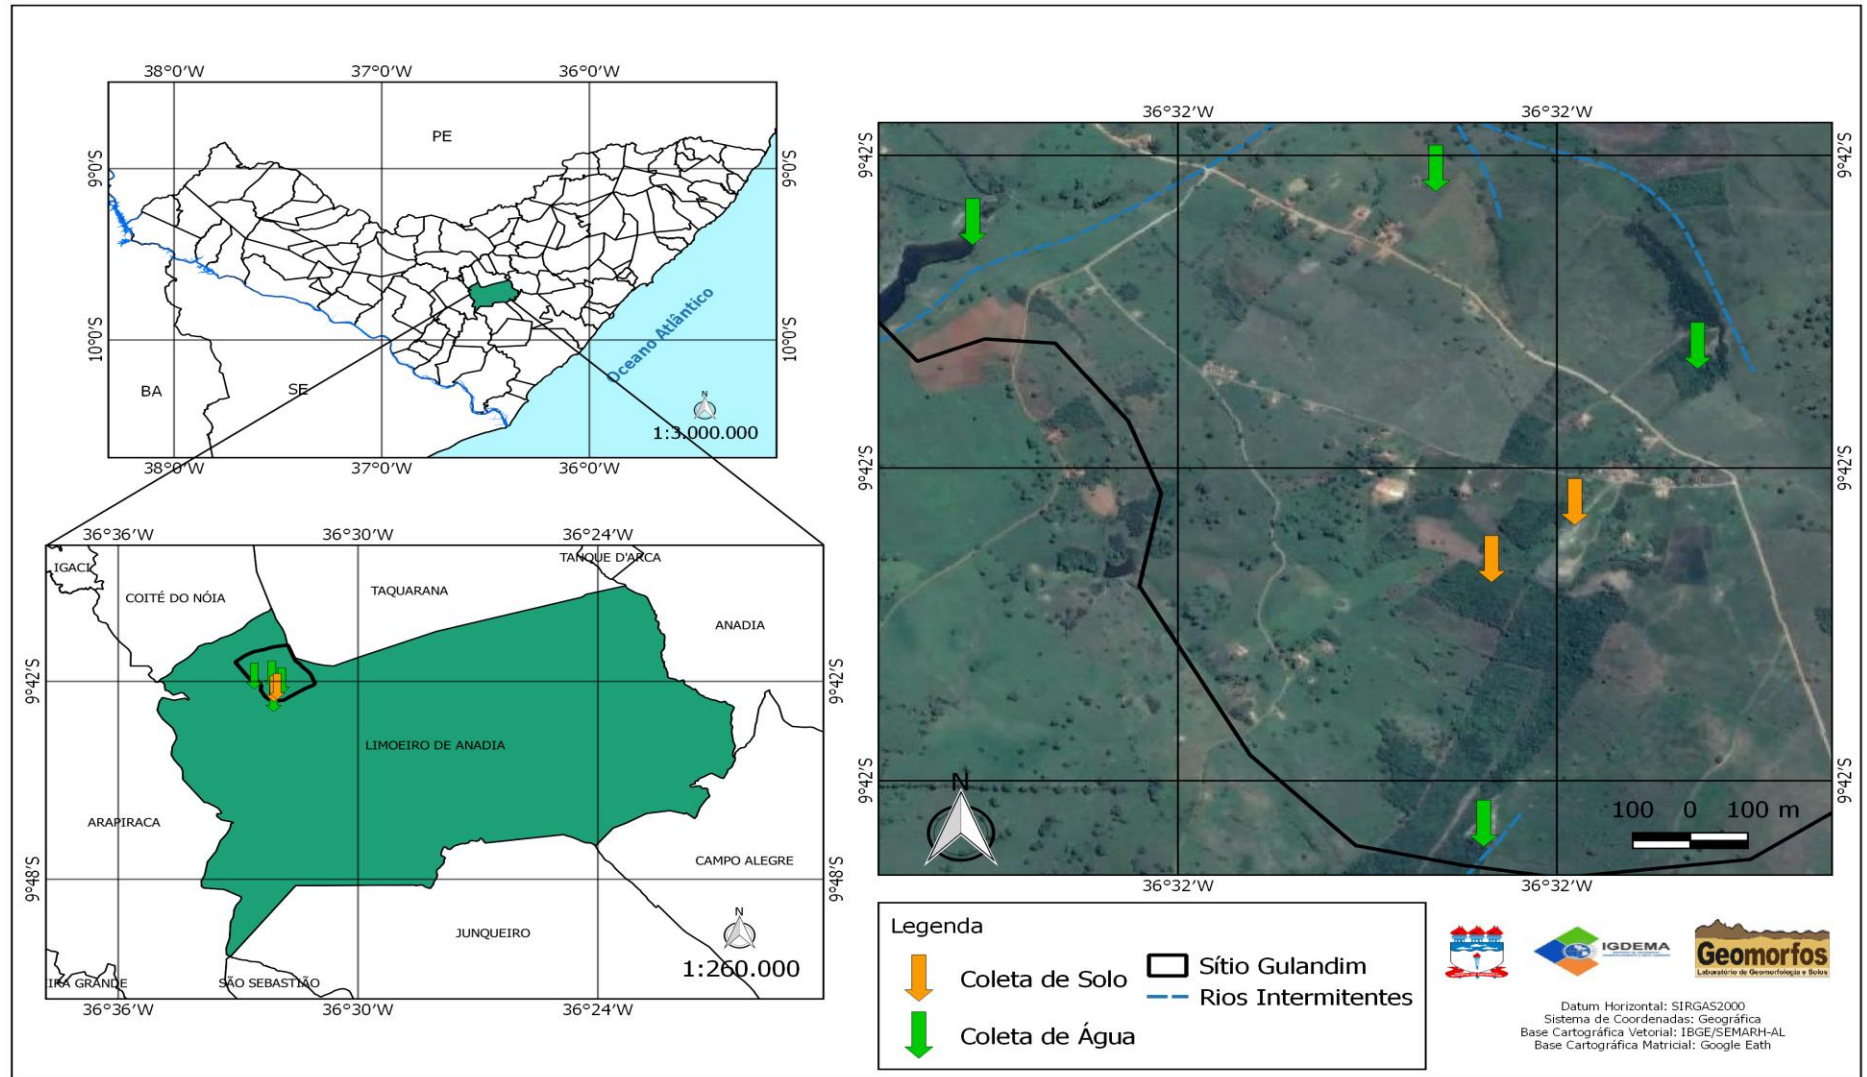 38°0'W 37°0'W 36°0'W
PE
9°0'S 9°0'S
10°0'S 10°0'S
BA
SE
Oceano Atlântico
N
1:3.000.000
38°0'W 37°0'W 36°0'W
36°36'W 36°30'W 36°24'W
IGACI
TANQUE D'ARCA
COITÉ DO NÓIA
TAQUARANA
ANADIA
9°42'S 9°42'S
LIMOEIRO DE ANADIA
ARAPIRACA
CAMPO ALEGRE
9°48'S 9°48'S
JUNQUEIRO
N
1:260.000
IRA GRANDE
SÃO SEBASTIÃO
36°36'W 36°30'W 36°24'W
36°32'W 36°32'W
9°42'S 9°42'S
9°42'S 9°42'S
9°42'S 9°42'S
N
100 0 100 m
36°32'W 36°32'W
Legenda
Coleta de Solo
Coleta de Água
Sítio Gulandim
Rios Intermitentes
IGDEMA
Geomorfos
Laboratório de Geomorfologia e Solos
Datum Horizontal: SIRGAS2000
Sistema de Coordenadas: Geográfica
Base Cartográfica Vetorial: IBGE/SEMARH-AL
Base Cartográfica Matricial: Google Eath